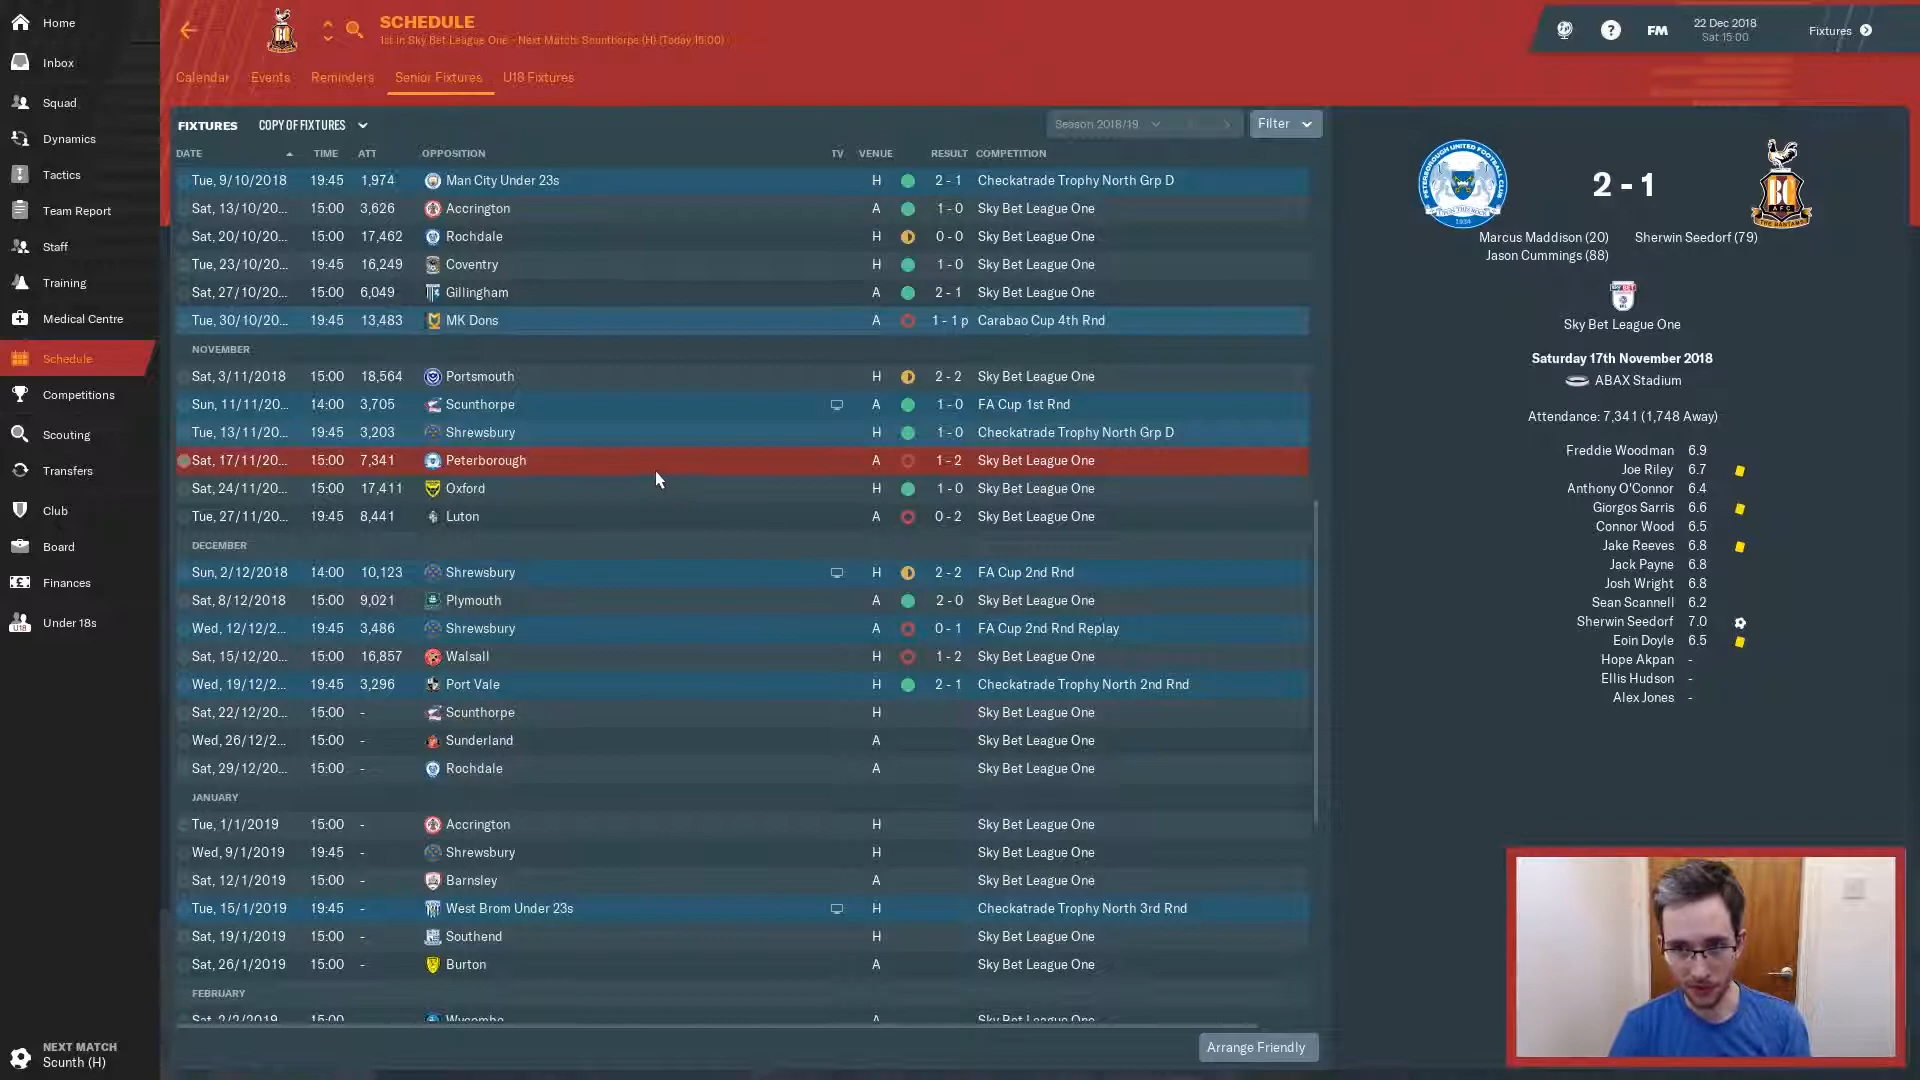 Home
Inbox
Squad
Dynamics
Tactics
Team Report
Staff
Training
Medical Centre
Schedule
Competitions
Scouting
Transfers
Club
Board
Finances
Under 18s
NEXT MATCH
Scunth (H)
SCHEDULE
1st in Sky Bet League One - Next Match: Scunthorpe (H) (Today 15:00)
Calendar Events Reminders Senior Fixtures U18 Fixtures
FM
22 Dec 2018
Sat 15:00
Fixtures
FIXTURES COPY OF FIXTURES Season 2018/19 Filter
DATE TIME ATT OPPOSITION TV VENUE RESULT COMPETITION
Tue, 9/10/2018 19:45 1,974 Man City Under 23s H 2 - 1 Checkatrade Trophy North Grp D
Sat, 13/10/20... 15:00 3,626 Accrington A 1 - 0 Sky Bet League One
Sat, 20/10/20... 15:00 17,462 Rochdale H 0 - 0 Sky Bet League One
Tue, 23/10/20... 19:45 16,249 Coventry H 1 - 0 Sky Bet League One
Sat, 27/10/20... 15:00 6,049 Gillingham A 2 - 1 Sky Bet League One
Tue, 30/10/20... 19:45 13,483 MK Dons A 1 - 1 p Carabao Cup 4th Rnd
NOVEMBER
Sat, 3/11/2018 15:00 18,564 Portsmouth H 2 - 2 Sky Bet League One
Sun, 11/11/20... 14:00 3,705 Scunthorpe A 1 - 0 FA Cup 1st Rnd
Tue, 13/11/20... 19:45 3,203 Shrewsbury H 1 - 0 Checkatrade Trophy North Grp D
Sat, 17/11/20... 15:00 7,341 Peterborough A 1 - 2 Sky Bet League One
Sat, 24/11/20... 15:00 17,411 Oxford H 1 - 0 Sky Bet League One
Tue, 27/11/20... 19:45 8,441 Luton A 0 - 2 Sky Bet League One
DECEMBER
Sun, 2/12/2018 14:00 10,123 Shrewsbury H 2 - 2 FA Cup 2nd Rnd
Sat, 8/12/2018 15:00 9,021 Plymouth A 2 - 0 Sky Bet League One
Wed, 12/12/2... 19:45 3,486 Shrewsbury A 0 - 1 FA Cup 2nd Rnd Replay
Sat, 15/12/20... 15:00 16,857 Walsall H 1 - 2 Sky Bet League One
Wed, 19/12/2... 19:45 3,296 Port Vale H 2 - 1 Checkatrade Trophy North 2nd Rnd
Sat, 22/12/20... 15:00 - Scunthorpe H Sky Bet League One
Wed, 26/12/2... 15:00 - Sunderland A Sky Bet League One
Sat, 29/12/20... 15:00 - Rochdale A Sky Bet League One
JANUARY
Tue, 1/1/2019 15:00 - Accrington H Sky Bet League One
Wed, 9/1/2019 19:45 - Shrewsbury H Sky Bet League One
Sat, 12/1/2019 15:00 - Barnsley A Sky Bet League One
Tue, 15/1/2019 19:45 - West Brom Under 23s H Checkatrade Trophy North 3rd Rnd
Sat, 19/1/2019 15:00 - Southend H Sky Bet League One
Sat, 26/1/2019 15:00 - Burton A Sky Bet League One
FEBRUARY
Sat, 2/2/2019 15:00 Wycombe A Sky Bet League One
Arrange Friendly
2 - 1
Marcus Maddison (20) Sherwin Seedorf (79)
Jason Cummings (88)
Sky Bet League One
Saturday 17th November 2018
ABAX Stadium
Attendance: 7,341 (1,748 Away)
Freddie Woodman 6.9
Joe Riley 6.7
Anthony O'Connor 6.4
Giorgos Sarris 6.6
Connor Wood 6.5
Jake Reeves 6.8
Jack Payne 6.8
Josh Wright 6.8
Sean Scannell 6.2
Sherwin Seedorf 7.0
Eoin Doyle 6.5
Hope Akpan -
Ellis Hudson -
Alex Jones -